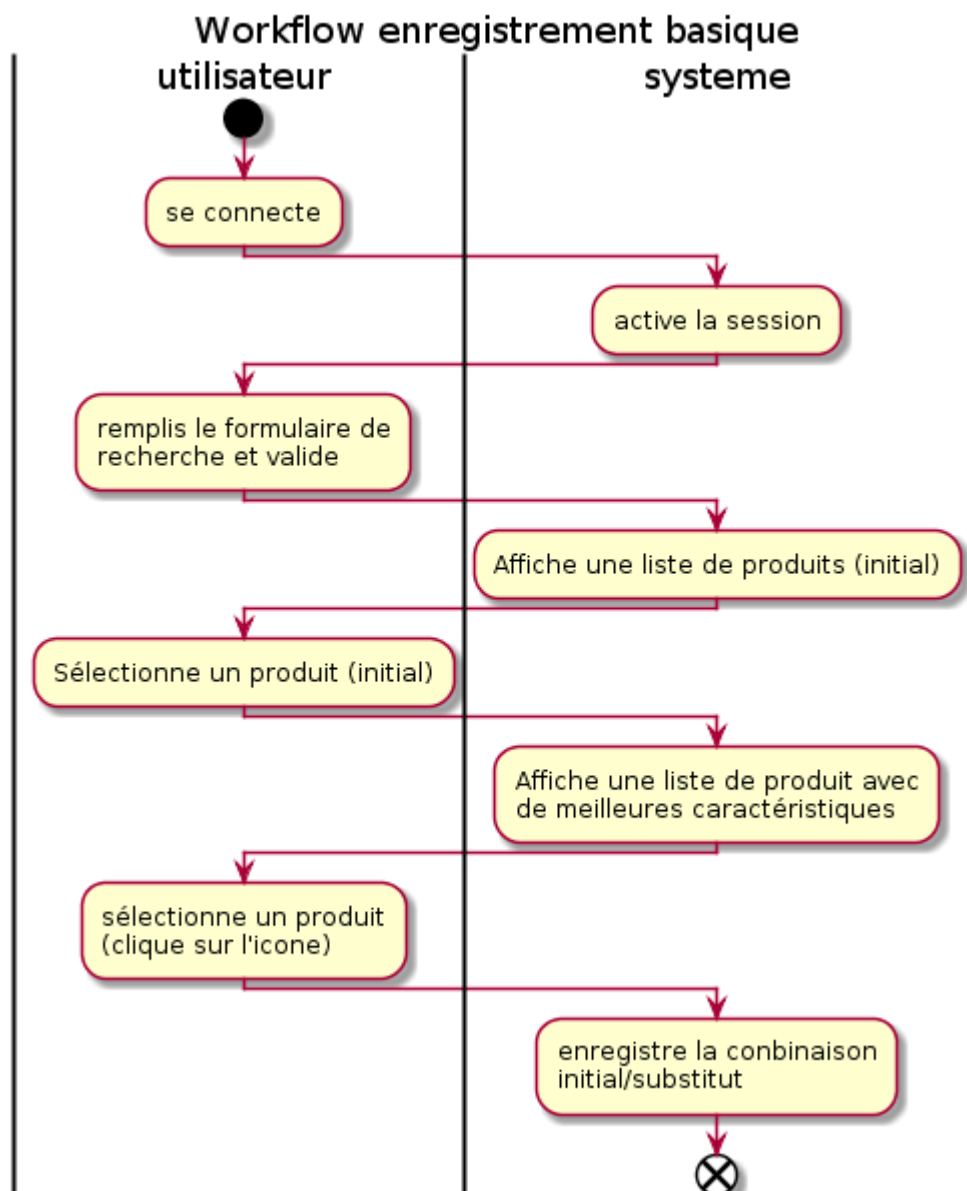 Workflow enregistrement basique
utilisateur
systeme
se connecte
active la session
remplis le formulaire de
recherche et valide
Affiche une liste de produits (initial)
Sélectionne un produit (initial)
Affiche une liste de produit avec
de meilleures caractéristiques
sélectionne un produit
(clique sur l'icone)
enregistre la conbinaison
initial/substitut